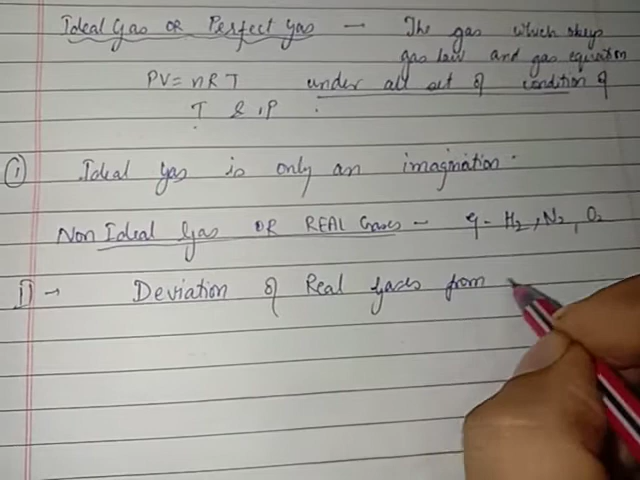 Ideal Gas OR Perfect Gas — The gas which obeys
gas law and gas equation
PV = nRT under all set of condition of
T & P .
① Ideal gas is only an imagination.
Non Ideal Gas OR REAL Gases - eg - H2, N2, O2
1) → Deviation of Real gases from